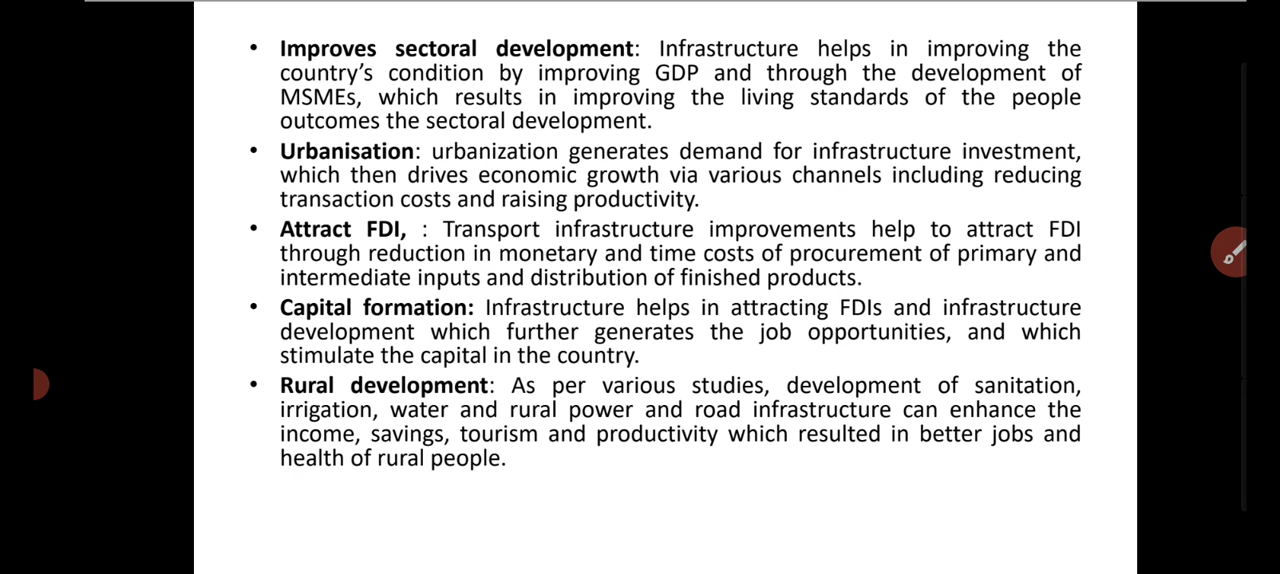 • Improves sectoral development: Infrastructure helps in improving the
country’s condition by improving GDP and through the development of
MSMEs, which results in improving the living standards of the people
outcomes the sectoral development.
• Urbanisation: urbanization generates demand for infrastructure investment,
which then drives economic growth via various channels including reducing
transaction costs and raising productivity.
• Attract FDI, : Transport infrastructure improvements help to attract FDI
through reduction in monetary and time costs of procurement of primary and
intermediate inputs and distribution of finished products.
• Capital formation: Infrastructure helps in attracting FDIs and infrastructure
development which further generates the job opportunities, and which
stimulate the capital in the country.
• Rural development: As per various studies, development of sanitation,
irrigation, water and rural power and road infrastructure can enhance the
income, savings, tourism and productivity which resulted in better jobs and
health of rural people.